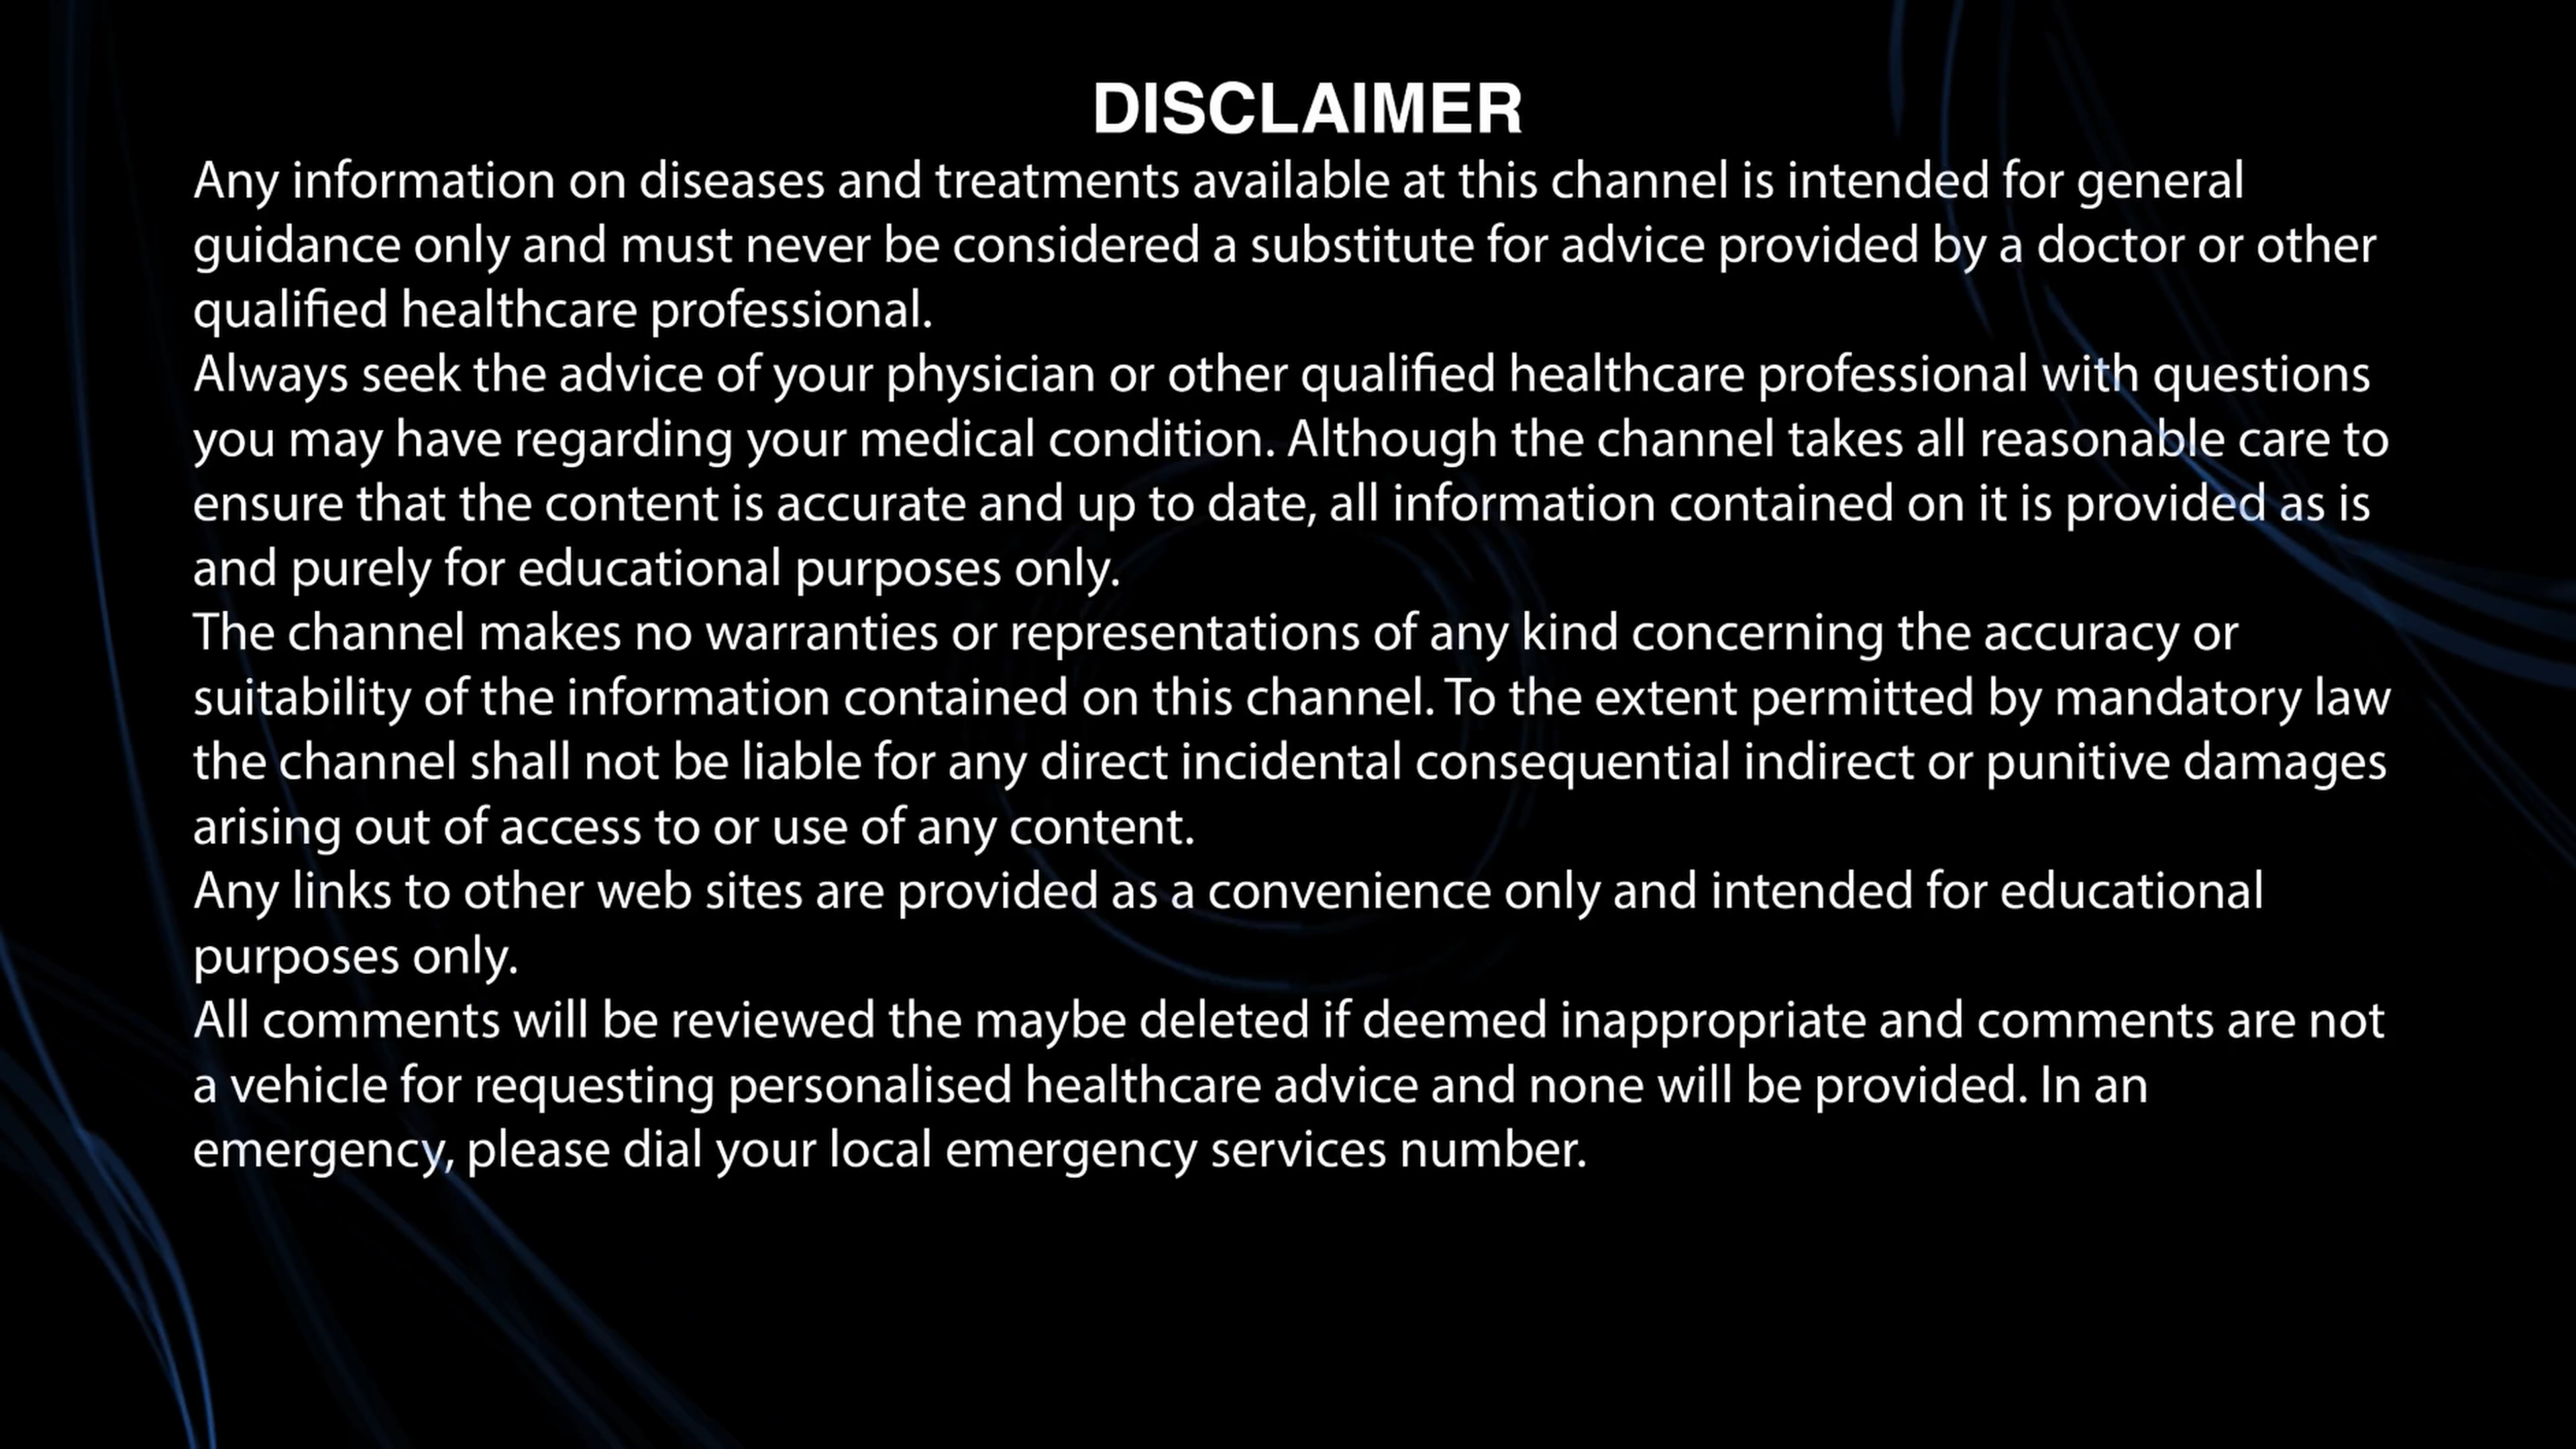 DISCLAIMER
Any information on diseases and treatments available at this channel is intended for general
guidance only and must never be considered a substitute for advice provided by a doctor or other
qualified healthcare professional.
Always seek the advice of your physician or other qualified healthcare professional with questions
you may have regarding your medical condition. Although the channel takes all reasonable care to
ensure that the content is accurate and up to date, all information contained on it is provided as is
and purely for educational purposes only.
The channel makes no warranties or representations of any kind concerning the accuracy or
suitability of the information contained on this channel. To the extent permitted by mandatory law
the channel shall not be liable for any direct incidental consequential indirect or punitive damages
arising out of access to or use of any content.
Any links to other web sites are provided as a convenience only and intended for educational
purposes only.
All comments will be reviewed the maybe deleted if deemed inappropriate and comments are not
a vehicle for requesting personalised healthcare advice and none will be provided. In an
emergency, please dial your local emergency services number.